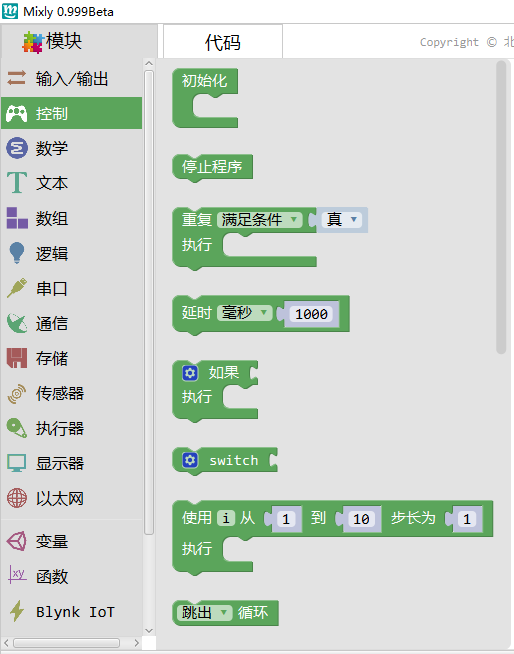 Mixly 0.999Beta
模块
代码
Copyright © 北
输入/输出
控制
数学
文本
数组
逻辑
串口
通信
存储
传感器
执行器
显示器
以太网
变量
xy
函数
Blynk IoT
初始化
停止程序
重复 满足条件 真
执行
延时 毫秒 1000
如果
执行
switch
使用 i 从 1 到 10 步长为 1
执行
跳出 循环